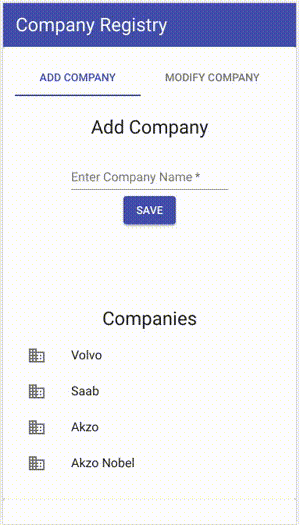 Company Registry
ADD COMPANY MODIFY COMPANY
Add Company
Enter Company Name *
SAVE
Companies
Volvo
Saab
Akzo
Akzo Nobel